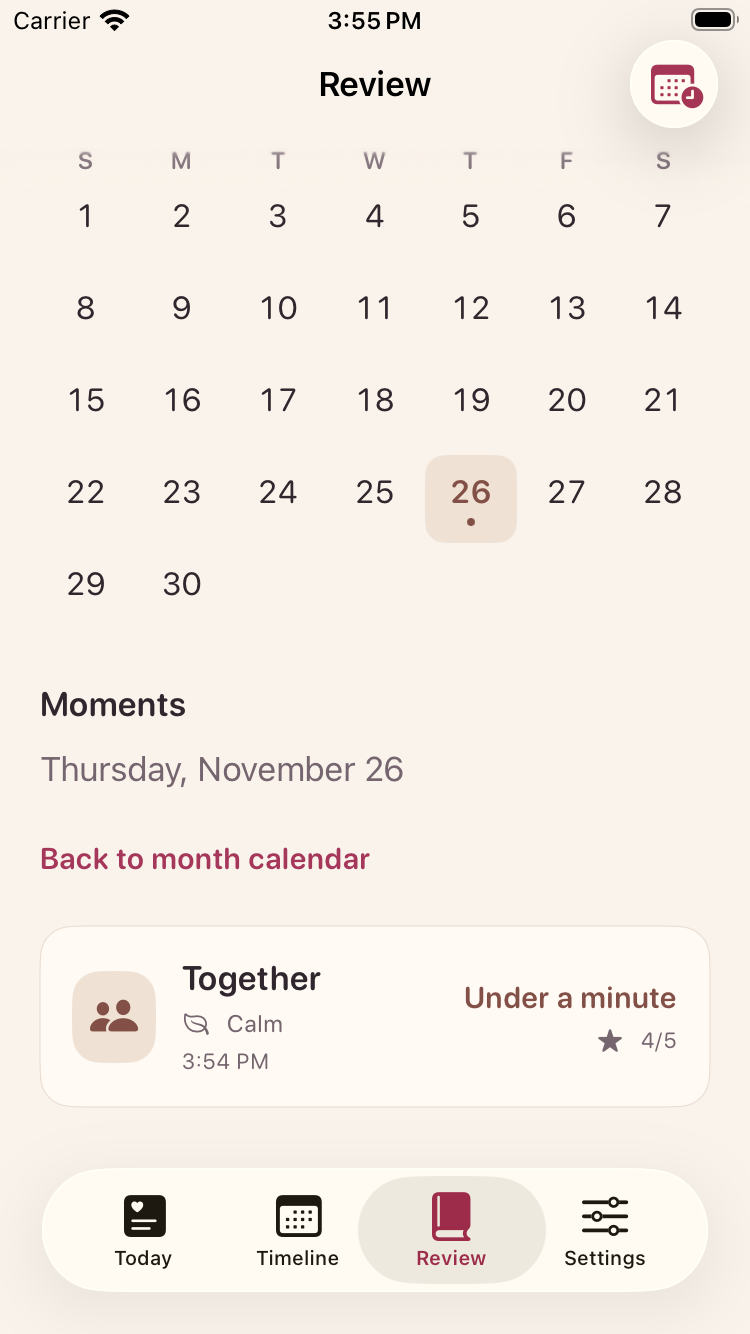 Carrier 3:55 PM
Review
S M T W T F S
1 2 3 4 5 6 7
8 9 10 11 12 13 14
15 16 17 18 19 20 21
22 23 24 25 26 27 28
29 30
Moments
Thursday, November 26
Back to month calendar
Together
Calm
3:54 PM
Under a minute
4/5
Today Timeline Review Settings